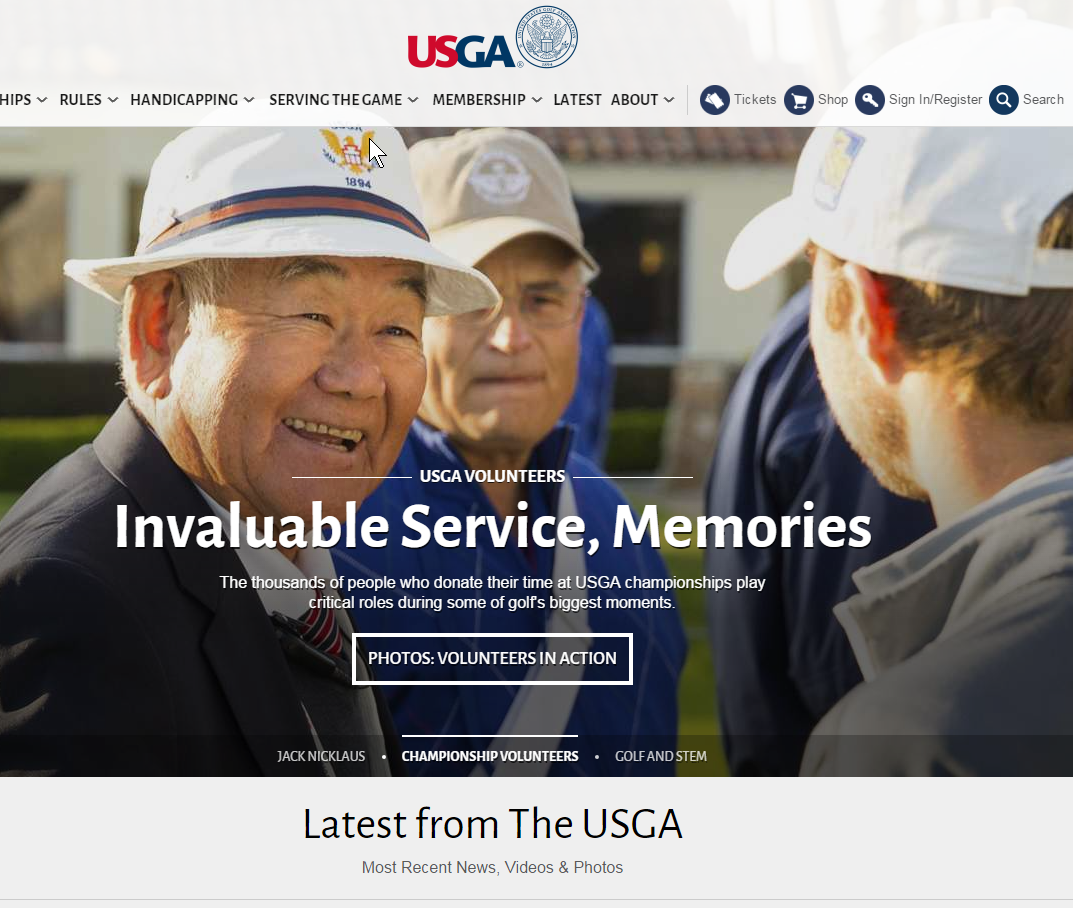 USGA
HIPS
RULES
HANDICAPPING
SERVING THE GAME
MEMBERSHIP
LATEST
ABOUT
Tickets
Shop
Sign In/Register
Search
1894
USGA VOLUNTEERS
Invaluable Service, Memories
The thousands of people who donate their time at USGA championships play
critical roles during some of golf's biggest moments.
PHOTOS: VOLUNTEERS IN ACTION
JACK NICKLAUS • CHAMPIONSHIP VOLUNTEERS • GOLF AND STEM
Latest from The USGA
Most Recent News, Videos & Photos